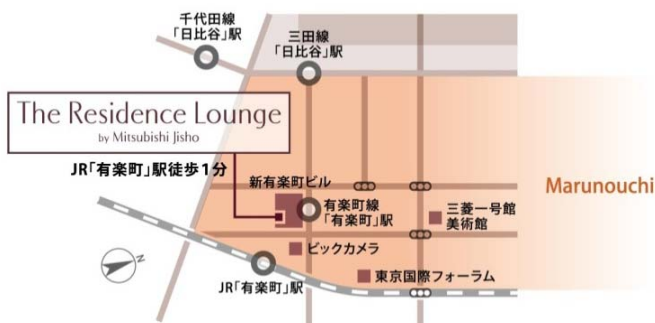 千代田線
「日比谷」駅
三田線
「日比谷」駅
The Residence Lounge
by Mitsubishi Jisho
JR「有楽町」駅徒歩1分
新有楽町ビル
有楽町線
「有楽町」駅
三菱一号館
美術館
Marunouchi
ビックカメラ
N
JR「有楽町」駅
東京国際フォーラム